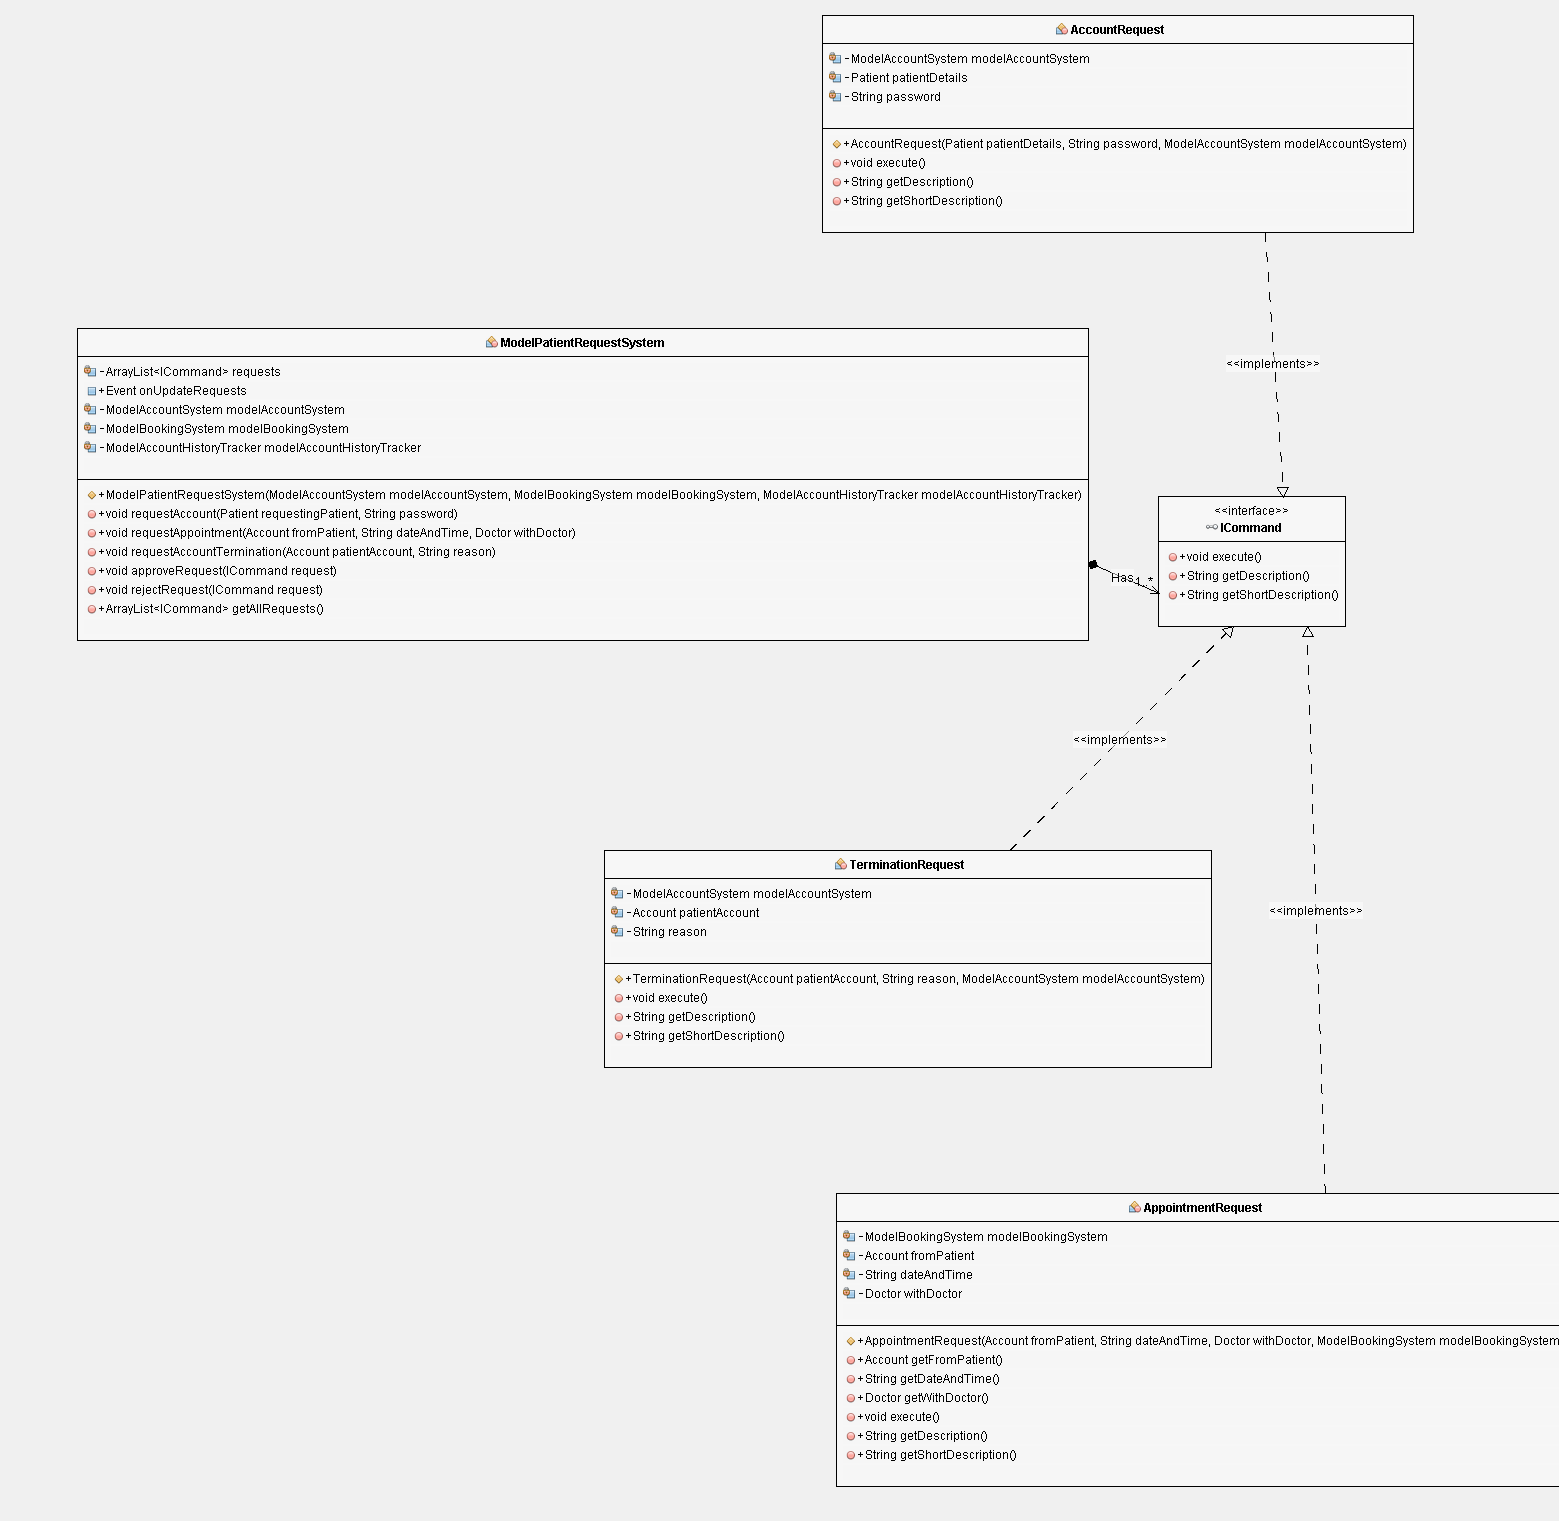 AccountRequest
-ModelAccountSystem modelAccountSystem
-Patient patientDetails
-String password
+AccountRequest(Patient patientDetails, String password, ModelAccountSystem modelAccountSystem)
+void execute()
+String getDescription()
+String getShortDescription()
<<implements>>
ModelPatientRequestSystem
-ArrayList<ICommand> requests
+Event onUpdateRequests
-ModelAccountSystem modelAccountSystem
-ModelBookingSystem modelBookingSystem
-ModelAccountHistoryTracker modelAccountHistoryTracker
+ModelPatientRequestSystem(ModelAccountSystem modelAccountSystem, ModelBookingSystem modelBookingSystem, ModelAccountHistoryTracker modelAccountHistoryTracker)
+void requestAccount(Patient requestingPatient, String password)
+void requestAppointment(Account fromPatient, String dateAndTime, Doctor withDoctor)
+void requestAccountTermination(Account patientAccount, String reason)
+void approveRequest(ICommand request)
+void rejectRequest(ICommand request)
+ArrayList<ICommand> getAllRequests()
Has
1..*
<<interface>>
ICommand
+void execute()
+String getDescription()
+String getShortDescription()
<<implements>>
TerminationRequest
-ModelAccountSystem modelAccountSystem
-Account patientAccount
-String reason
+TerminationRequest(Account patientAccount, String reason, ModelAccountSystem modelAccountSystem)
+void execute()
+String getDescription()
+String getShortDescription()
<<implements>>
AppointmentRequest
-ModelBookingSystem modelBookingSystem
-Account fromPatient
-String dateAndTime
-Doctor withDoctor
+AppointmentRequest(Account fromPatient, String dateAndTime, Doctor withDoctor, ModelBookingSystem modelBookingSystem
+Account getFromPatient()
+String getDateAndTime()
+Doctor getWithDoctor()
+void execute()
+String getDescription()
+String getShortDescription()